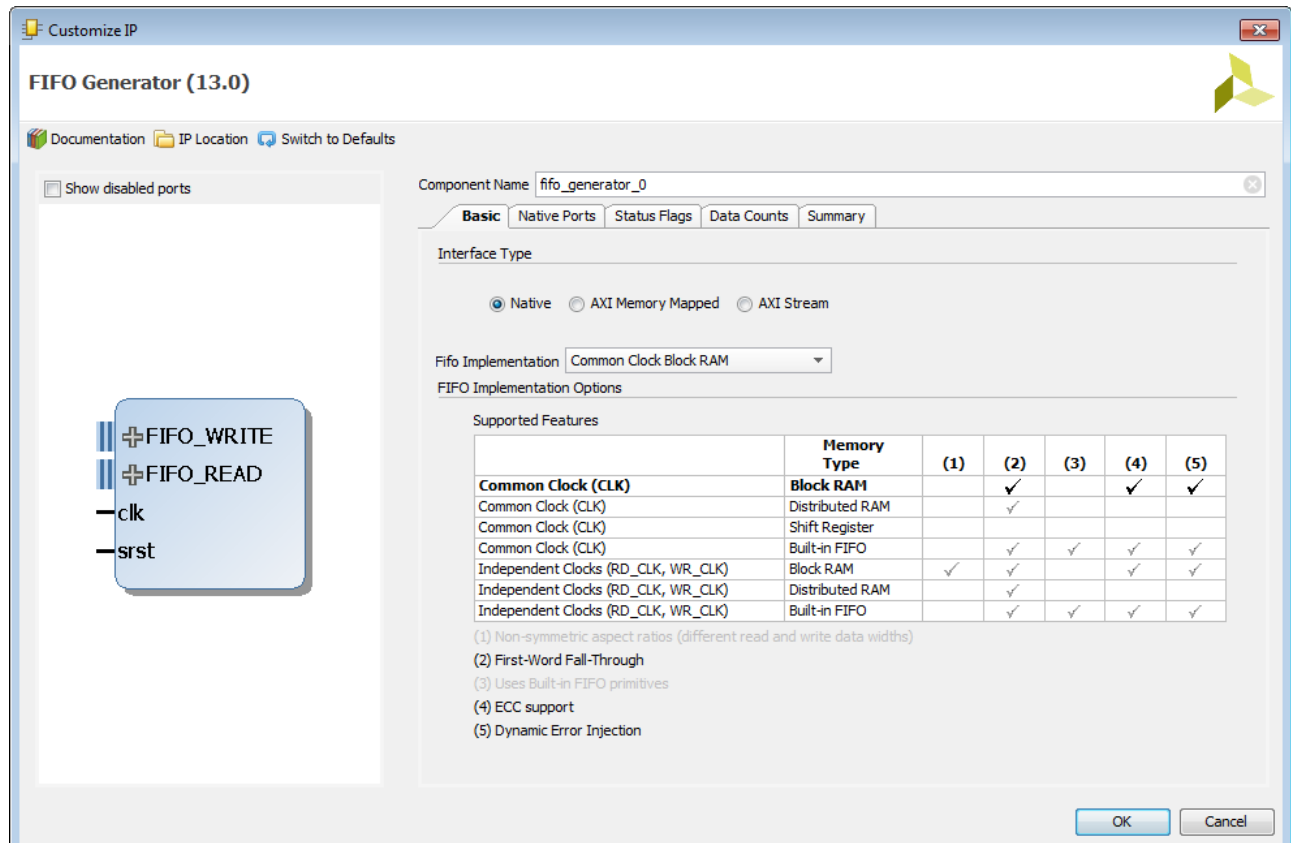 Customize IP
FIFO Generator (13.0)
Documentation IP Location Switch to Defaults
Show disabled ports
FIFO_WRITE
FIFO_READ
clk
srst
Component Name fifo_generator_0
Basic Native Ports Status Flags Data Counts Summary
Interface Type
Native AXI Memory Mapped AXI Stream
Fifo Implementation Common Clock Block RAM
FIFO Implementation Options
Supported Features
Memory Type (1) (2) (3) (4) (5)
Common Clock (CLK) Block RAM ✓ ✓ ✓
Common Clock (CLK) Distributed RAM ✓
Common Clock (CLK) Shift Register
Common Clock (CLK) Built-in FIFO ✓ ✓ ✓ ✓
Independent Clocks (RD_CLK, WR_CLK) Block RAM ✓ ✓ ✓ ✓
Independent Clocks (RD_CLK, WR_CLK) Distributed RAM ✓
Independent Clocks (RD_CLK, WR_CLK) Built-in FIFO ✓ ✓ ✓ ✓
(1) Non-symmetric aspect ratios (different read and write data widths)
(2) First-Word Fall-Through
(3) Uses Built-in FIFO primitives
(4) ECC support
(5) Dynamic Error Injection
OK Cancel